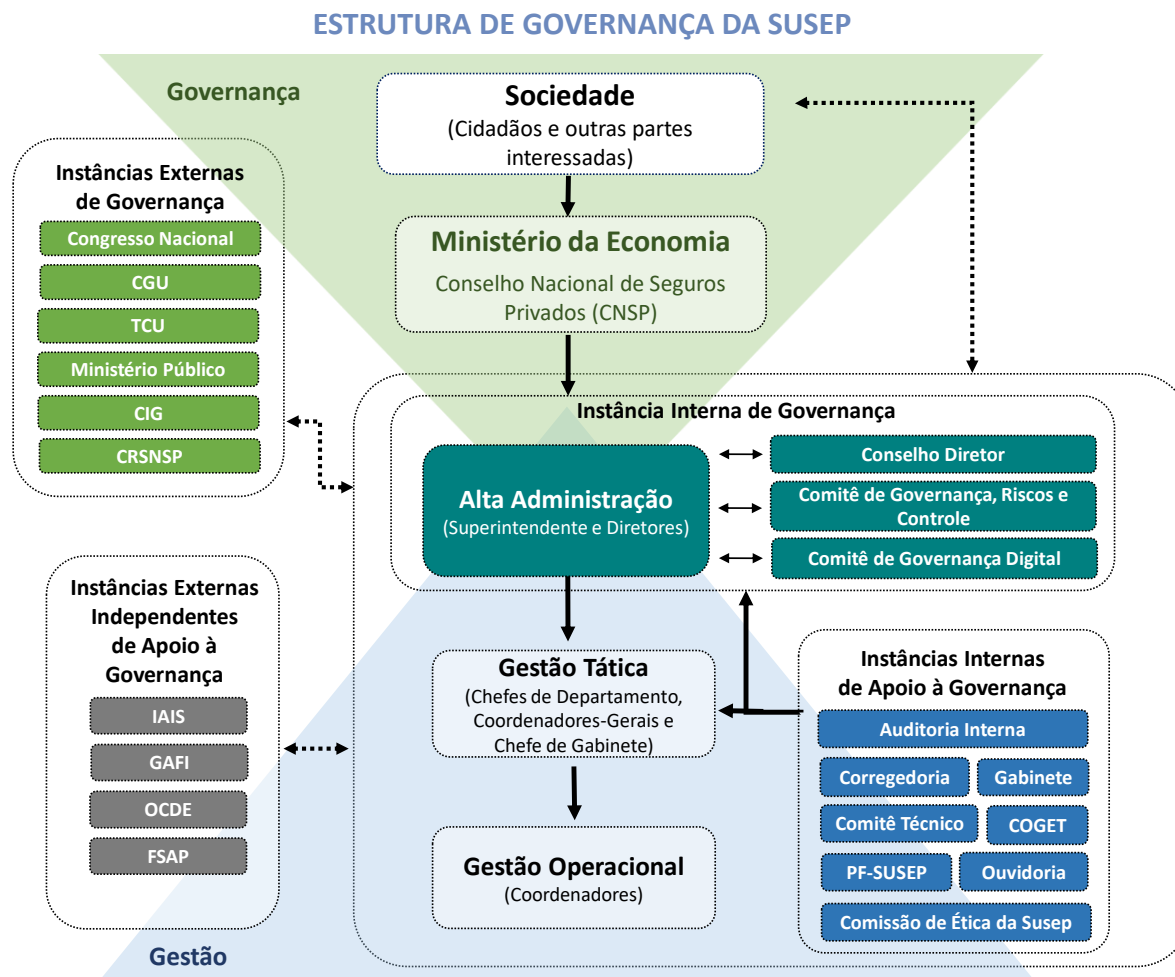 ESTRUTURA DE GOVERNANÇA DA SUSEP
Governança
Sociedade
(Cidadãos e outras partes
interessadas)
Instâncias Externas
de Governança
Congresso Nacional
CGU
TCU
Ministério Público
CIG
CRSNSP
Ministério da Economia
Conselho Nacional de Seguros
Privados (CNSP)
Instância Interna de Governança
Alta Administração
(Superintendente e Diretores)
Conselho Diretor
Comitê de Governança, Riscos e
Controle
Comitê de Governança Digital
Instâncias Externas
Independentes
de Apoio à
Governança
IAIS
GAFI
OCDE
FSAP
Gestão Tática
(Chefes de Departamento,
Coordenadores-Gerais e
Chefe de Gabinete)
Gestão Operacional
(Coordenadores)
Instâncias Internas
de Apoio à Governança
Auditoria Interna
Corregedoria
Gabinete
Comitê Técnico
COGET
PF-SUSEP
Ouvidoria
Comissão de Ética da Susep
Gestão